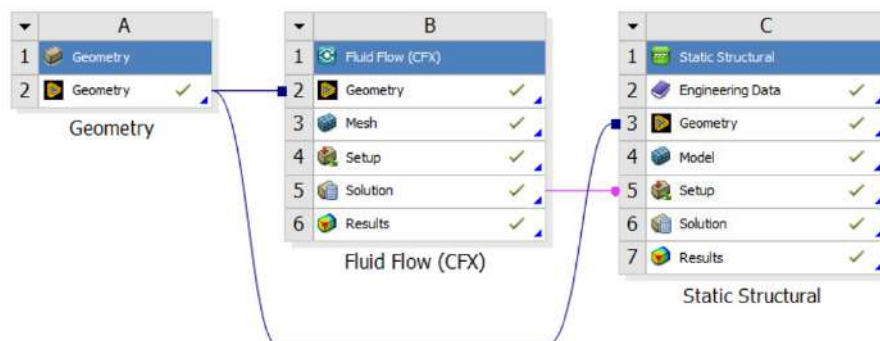 A
1 Geometry
2 Geometry
Geometry
B
1 Fluid Flow (CFX)
2 Geometry
3 Mesh
4 Setup
5 Solution
6 Results
Fluid Flow (CFX)
C
1 Static Structural
2 Engineering Data
3 Geometry
4 Model
5 Setup
6 Solution
7 Results
Static Structural